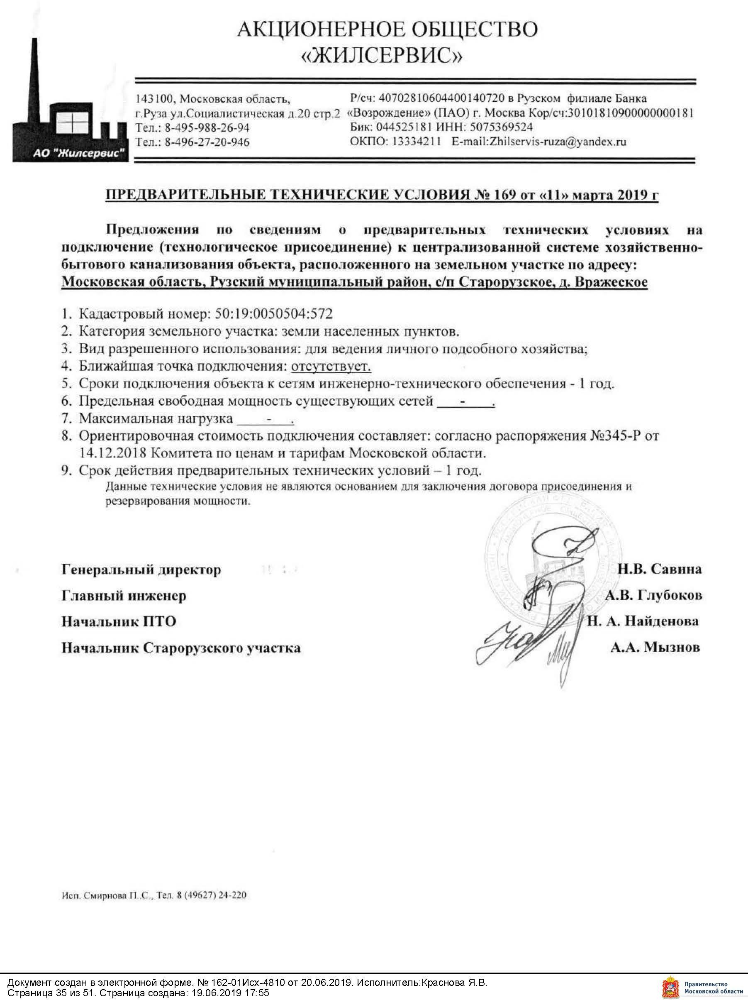 АКЦИОНЕРНОЕ ОБЩЕСТВО
«ЖИЛСЕРВИС»
АО "Жилсервис"
143100, Московская область,
г.Руза ул.Социалистическая д.20 стр.2
Тел.: 8-495-988-26-94
Тел.: 8-496-27-20-946
Р/сч: 40702810604400140720 в Рузском филиале Банка
«Возрождение» (ПАО) г. Москва Кор/сч:30101810900000000181
Бик: 044525181 ИНН: 5075369524
ОКПО: 13334211 E-mail:Zhilservis-ruza@yandex.ru
ПРЕДВАРИТЕЛЬНЫЕ ТЕХНИЧЕСКИЕ УСЛОВИЯ № 169 от «11» марта 2019 г
Предложения по сведениям о предварительных технических условиях на
подключение (технологическое присоединение) к централизованной системе хозяйственно-
бытового канализования объекта, расположенного на земельном участке по адресу:
Московская область, Рузский муниципальный район, с/п Старорузское, д. Вражеское
1. Кадастровый номер: 50:19:0050504:572
2. Категория земельного участка: земли населенных пунктов.
3. Вид разрешенного использования: для ведения личного подсобного хозяйства;
4. Ближайшая точка подключения: отсутствует.
5. Сроки подключения объекта к сетям инженерно-технического обеспечения - 1 год.
6. Предельная свободная мощность существующих сетей ___-____.
7. Максимальная нагрузка ____-___.
8. Ориентировочная стоимость подключения составляет: согласно распоряжения №345-Р от
14.12.2018 Комитета по ценам и тарифам Московской области.
9. Срок действия предварительных технических условий – 1 год.
Данные технические условия не являются основанием для заключения договора присоединения и
резервирования мощности.
Генеральный директор Н.В. Савина
Главный инженер А.В. Глубоков
Начальник ПТО Н. А. Найденова
Начальник Старорузского участка А.А. Мызнов
Исп. Смирнова П..С., Тел. 8 (49627) 24-220
Документ создан в электронной форме. № 162-01Исх-4810 от 20.06.2019. Исполнитель:Краснова Я.В.
Страница 35 из 51. Страница создана: 19.06.2019 17:55
Правительство
Московской области